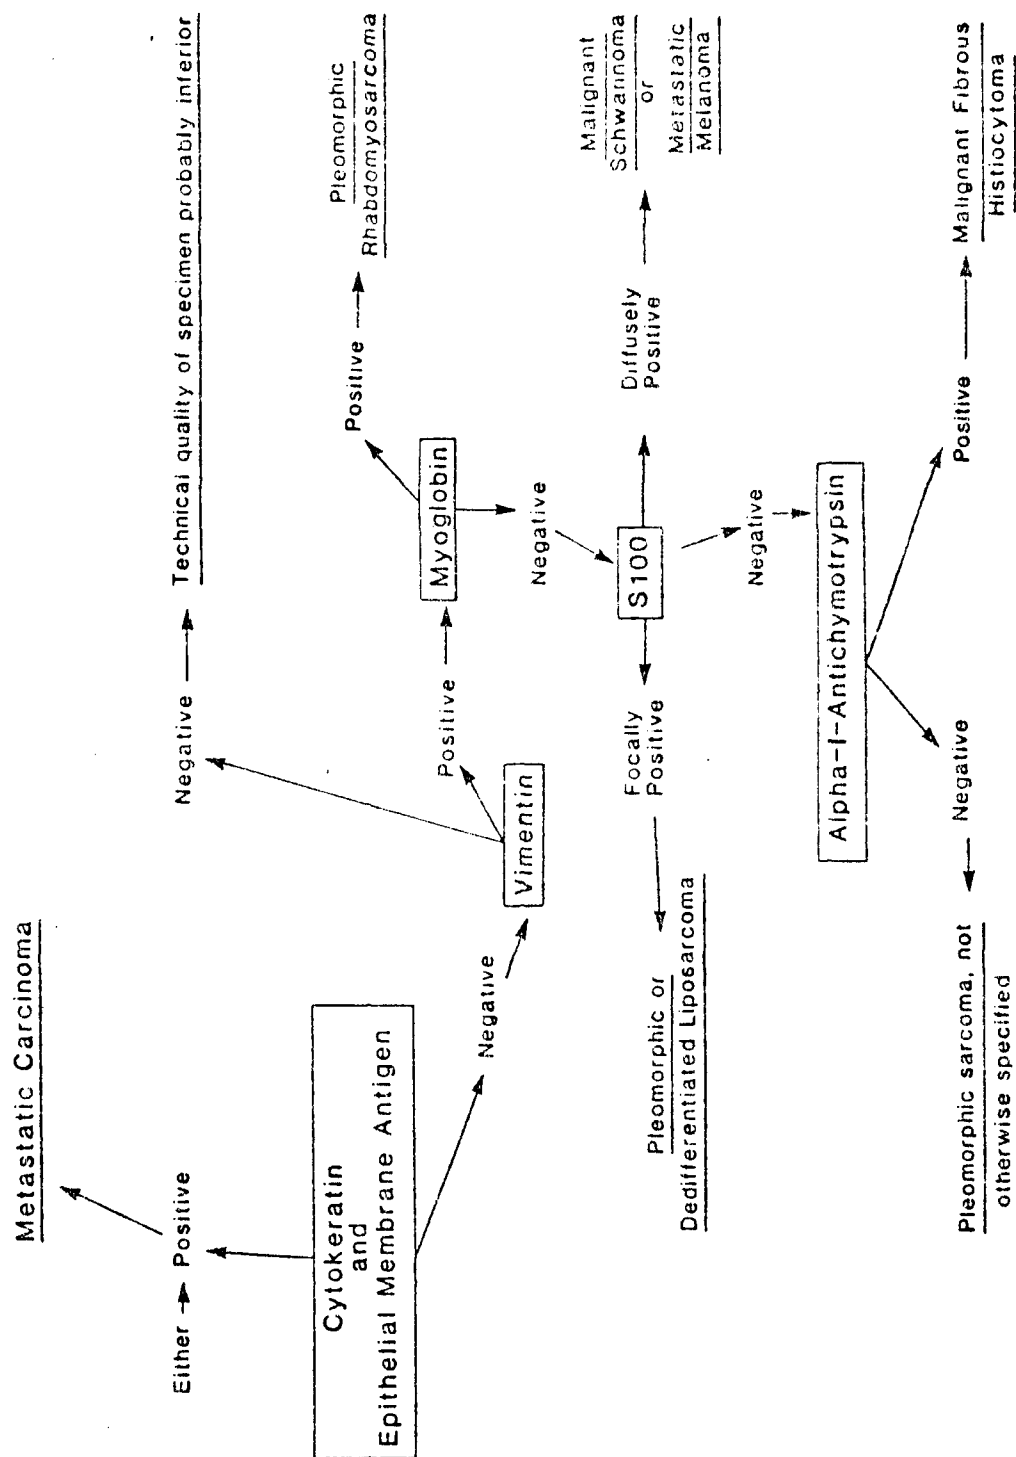 Metastatic Carcinoma
Either
Positive
Negative
Technical quality of specimen probably inferior
Cytokeratin
and
Epithelial Membrane Antigen
Negative
Vimentin
Positive
Myoglobin
Positive
Pleomorphic
Rhabdomyosarcoma
Negative
S100
Focally
Positive
Pleomorphic or
Dedifferentiated Liposarcoma
Diffusely
Positive
Malignant
Schwannoma
or
Metastatic
Melanoma
Negative
Alpha-I-Antichymotrypsin
Negative
Pleomorphic sarcoma, not
otherwise specified
Positive
Malignant Fibrous
Histiocytoma